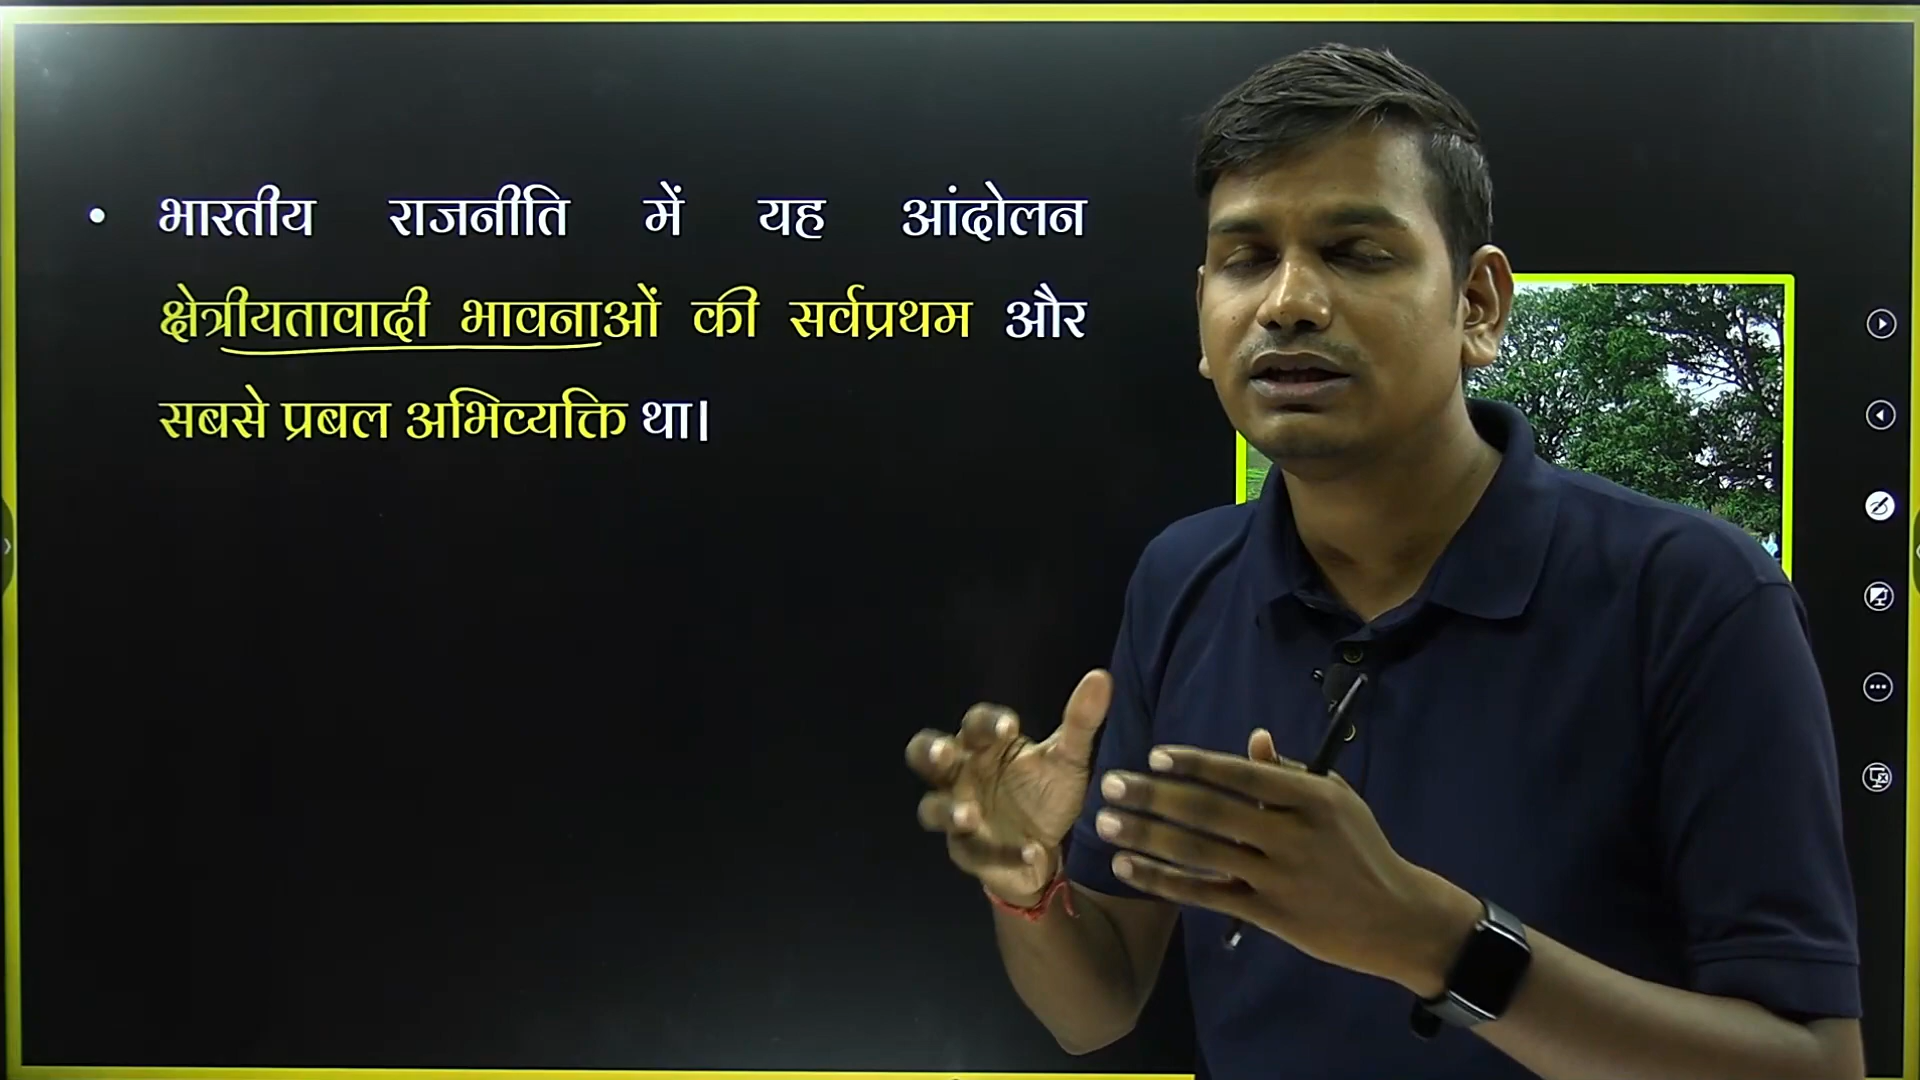 • भारतीय राजनीति में यह आंदोलन
क्षेत्रीयतावादी भावनाओं की सर्वप्रथम और
सबसे प्रबल अभिव्यक्ति था।